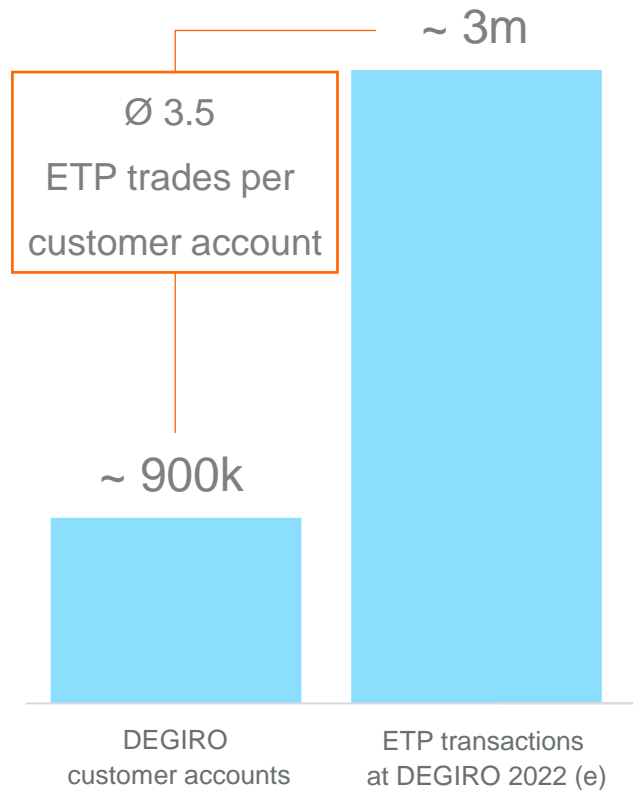 ~ 3m
Ø 3.5
ETP trades per
customer account
~ 900k
DEGIRO
customer accounts
ETP transactions
at DEGIRO 2022 (e)